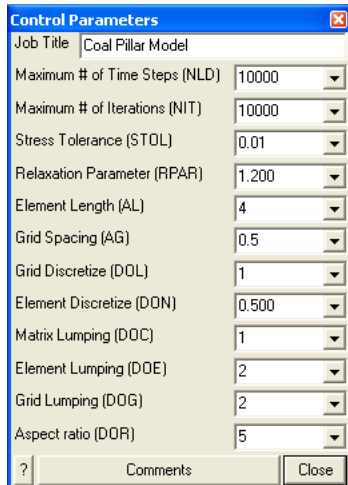 Control Parameters
Job Title Coal Pillar Model
Maximum # of Time Steps (NLD) 10000
Maximum # of Iterations (NIT) 10000
Stress Tolerance (STOL) 0.01
Relaxation Parameter (RPAR) 1.200
Element Length (AL) 4
Grid Spacing (AG) 0.5
Grid Discretize (DOL) 1
Element Discretize (DON) 0.500
Matrix Lumping (DOC) 1
Element Lumping (DOE) 2
Grid Lumping (DOG) 2
Aspect ratio (DOR) 5
? Comments Close